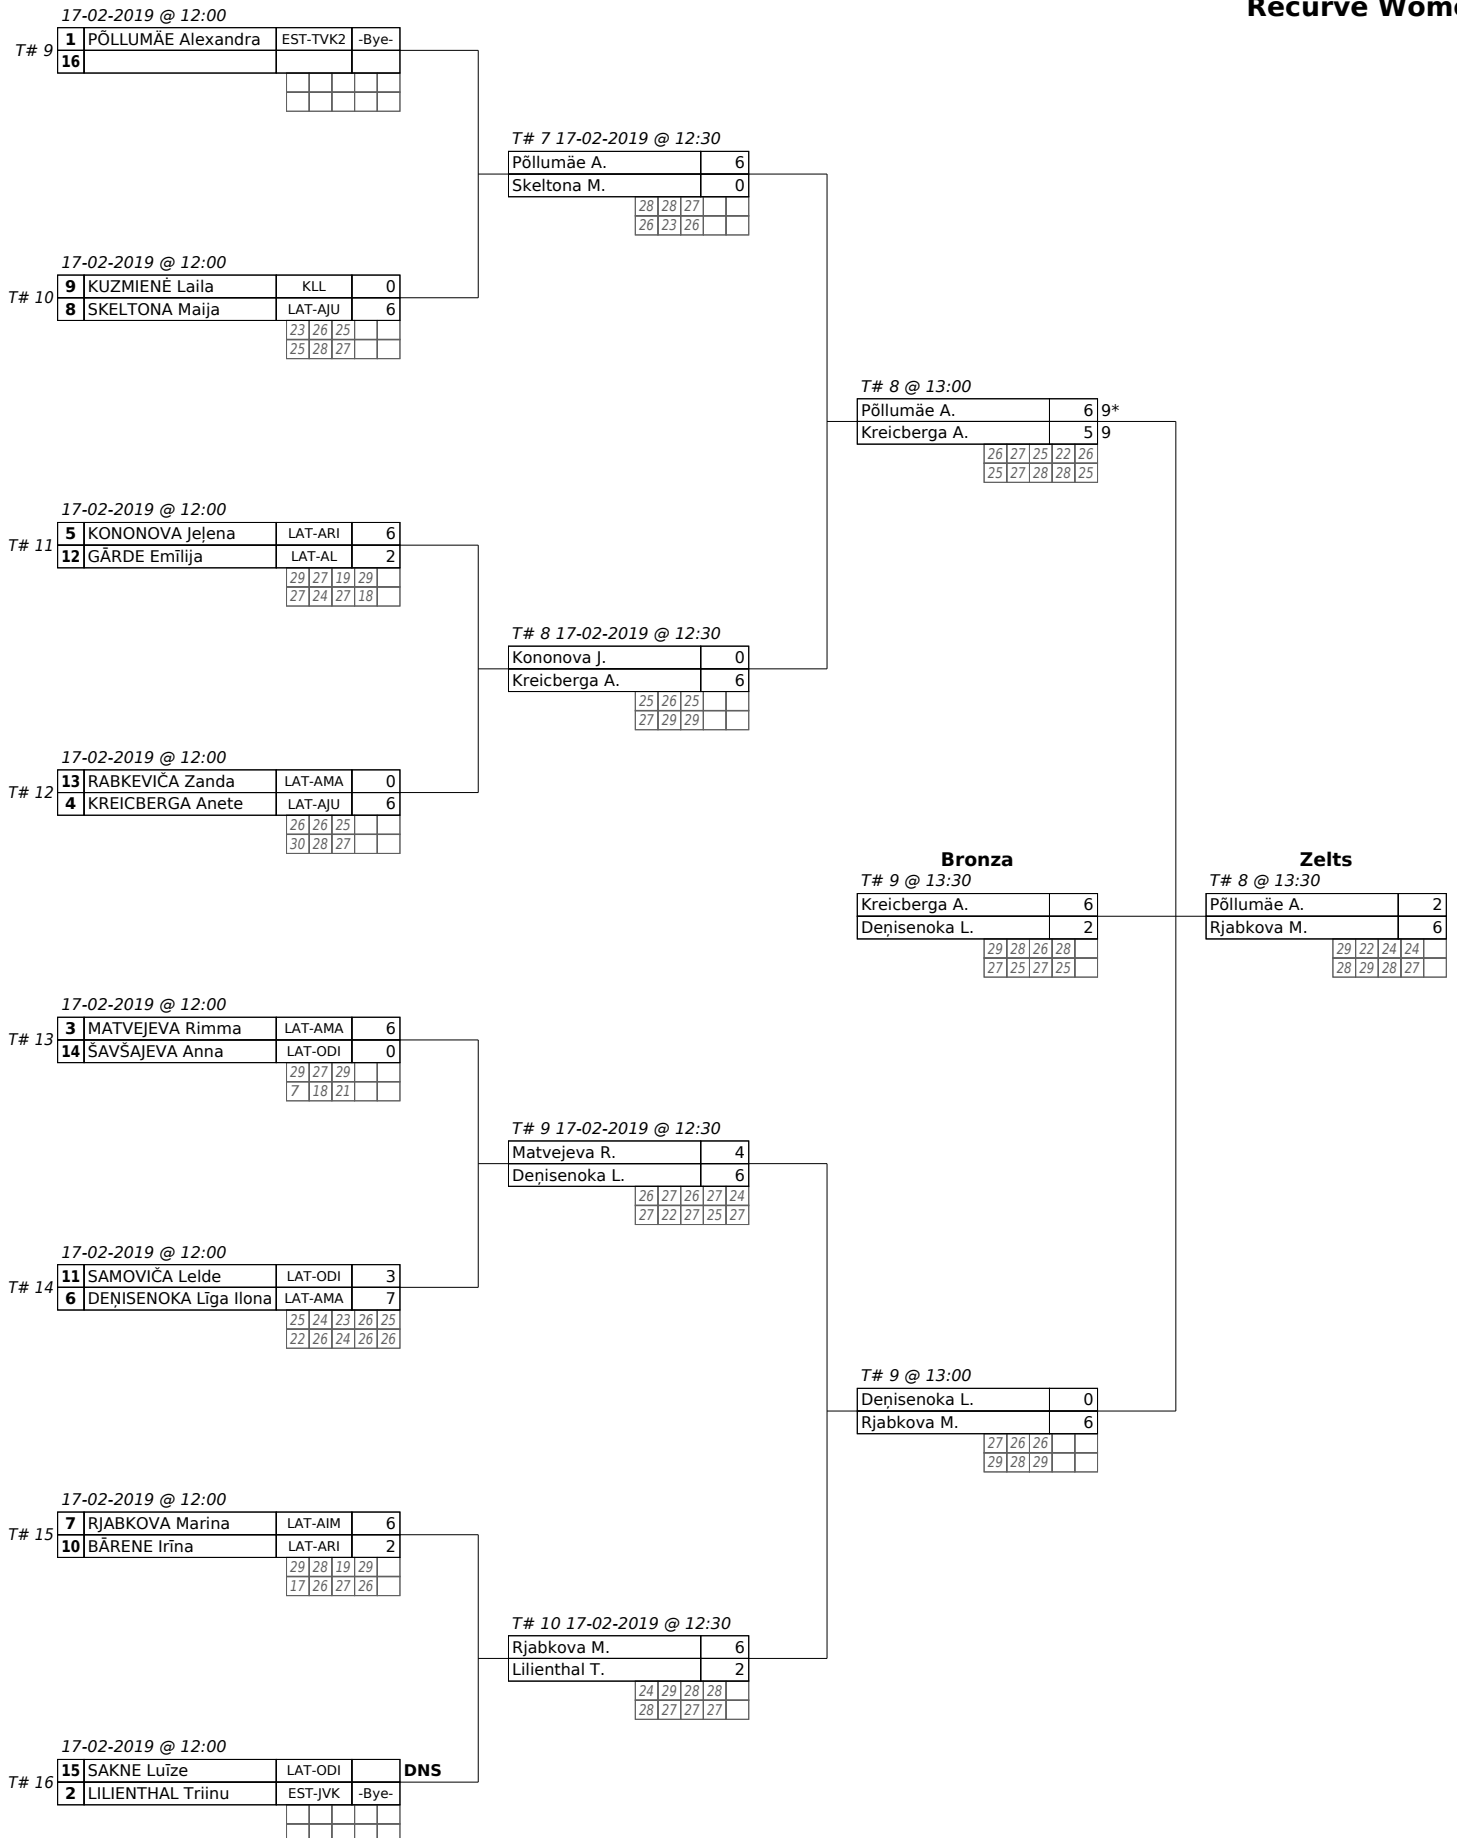 Recurve Wome
17-02-2019 @ 12:00
T# 9
1 PÕLLUMÄE Alexandra EST-TVK2 -Bye-
16
T# 7 17-02-2019 @ 12:30
Põllumäe A. 6
Skeltona M. 0
28 28 27
26 23 26
17-02-2019 @ 12:00
T# 10
9 KUZMIENĖ Laila KLL 0
8 SKELTONA Maija LAT-AJU 6
23 26 25
25 28 27
T# 8 @ 13:00
Põllumäe A. 6 9*
Kreicberga A. 5 9
26 27 25 22 26
25 27 28 28 25
17-02-2019 @ 12:00
T# 11
5 KONONOVA Jeļena LAT-ARI 6
12 GĀRDE Emīlija LAT-AL 2
29 27 19 29
27 24 27 18
T# 8 17-02-2019 @ 12:30
Kononova J. 0
Kreicberga A. 6
25 26 25
27 29 29
17-02-2019 @ 12:00
T# 12
13 RABKEVIČA Zanda LAT-AMA 0
4 KREICBERGA Anete LAT-AJU 6
26 26 25
30 28 27
Bronza
T# 9 @ 13:30
Kreicberga A. 6
Deņisenoka L. 2
29 28 26 28
27 25 27 25
Zelts
T# 8 @ 13:30
Põllumäe A. 2
Rjabkova M. 6
29 22 24 24
28 29 28 27
17-02-2019 @ 12:00
T# 13
3 MATVEJEVA Rimma LAT-AMA 6
14 ŠAVŠAJEVA Anna LAT-ODI 0
29 27 29
7 18 21
T# 9 17-02-2019 @ 12:30
Matvejeva R. 4
Deņisenoka L. 6
26 27 26 27 24
27 22 27 25 27
17-02-2019 @ 12:00
T# 14
11 SAMOVIČA Lelde LAT-ODI 3
6 DEŅISENOKA Līga Ilona LAT-AMA 7
25 24 23 26 25
22 26 24 26 26
T# 9 @ 13:00
Deņisenoka L. 0
Rjabkova M. 6
27 26 26
29 28 29
17-02-2019 @ 12:00
T# 15
7 RJABKOVA Marina LAT-AIM 6
10 BĀRENE Irīna LAT-ARI 2
29 28 19 29
17 26 27 26
T# 10 17-02-2019 @ 12:30
Rjabkova M. 6
Lilienthal T. 2
24 29 28 28
28 27 27 27
17-02-2019 @ 12:00
T# 16
15 SAKNE Luīze LAT-ODI DNS
2 LILIENTHAL Triinu EST-JVK -Bye-